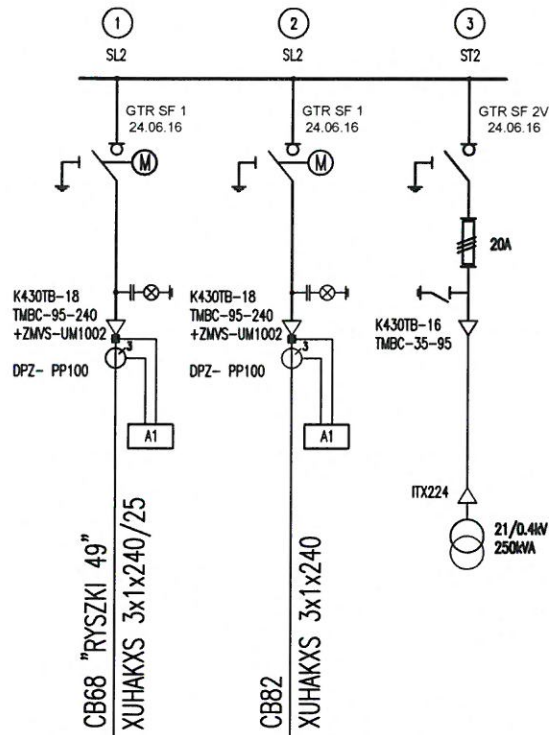 1
2
3
SL2
SL2
ST2
GTR SF 1
24.06.16
GTR SF 1
24.06.16
GTR SF 2V
24.06.16
M
M
20A
K430TB-18
TMBC-95-240
+ZMVS-UM1002
K430TB-18
TMBC-95-240
+ZMVS-UM1002
K430TB-16
TMBC-35-95
3
3
DPZ- PP100
DPZ- PP100
A1
A1
ITX224
21/0.4kV
250kVA
CB68 "RYSZKI 49"
XUHAKXS 3x1x240/25
CB82
XUHAKXS 3x1x240